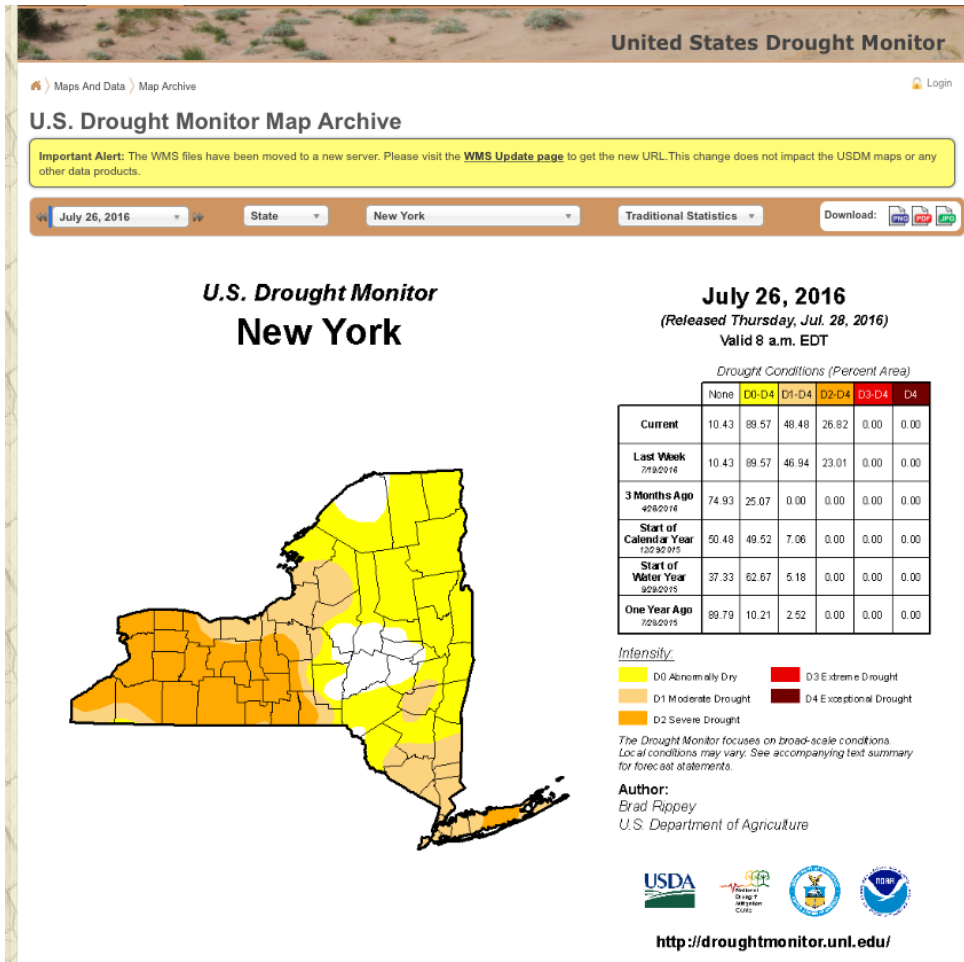 United States Drought Monitor
Maps And Data 〉 Map Archive
Login
U.S. Drought Monitor Map Archive
Important Alert: The WMS files have been moved to a new server. Please visit the WMS Update page to get the new URL.This change does not impact the USDM maps or any
other data products.
July 26, 2016 State New York Traditional Statistics Download: PNG PDF JPG
U.S. Drought Monitor
New York
July 26, 2016
(Released Thursday, Jul. 28, 2016)
Valid 8 a.m. EDT
Drought Conditions (Percent Area)
None D0-D4 D1-D4 D2-D4 D3-D4 D4
Current 10.43 89.57 48.48 26.82 0.00 0.00
Last Week
7/19/2016 10.43 89.57 46.94 23.01 0.00 0.00
3 Months Ago
4/26/2016 74.93 25.07 0.00 0.00 0.00 0.00
Start of
Calendar Year
12/29/2015 50.48 49.52 7.06 0.00 0.00 0.00
Start of
Water Year
9/29/2015 37.33 62.67 5.18 0.00 0.00 0.00
One Year Ago
7/28/2015 89.79 10.21 2.52 0.00 0.00 0.00
Intensity:
D0 Abnormally Dry
D1 Moderate Drought
D2 Severe Drought
D3 Extreme Drought
D4 Exceptional Drought
The Drought Monitor focuses on broad-scale conditions.
Local conditions may vary. See accompanying text summary
for forecast statements.
Author:
Brad Rippey
U.S. Department of Agriculture
USDA
National
Drought
Mitigation
Center
NOAA
http://droughtmonitor.unl.edu/